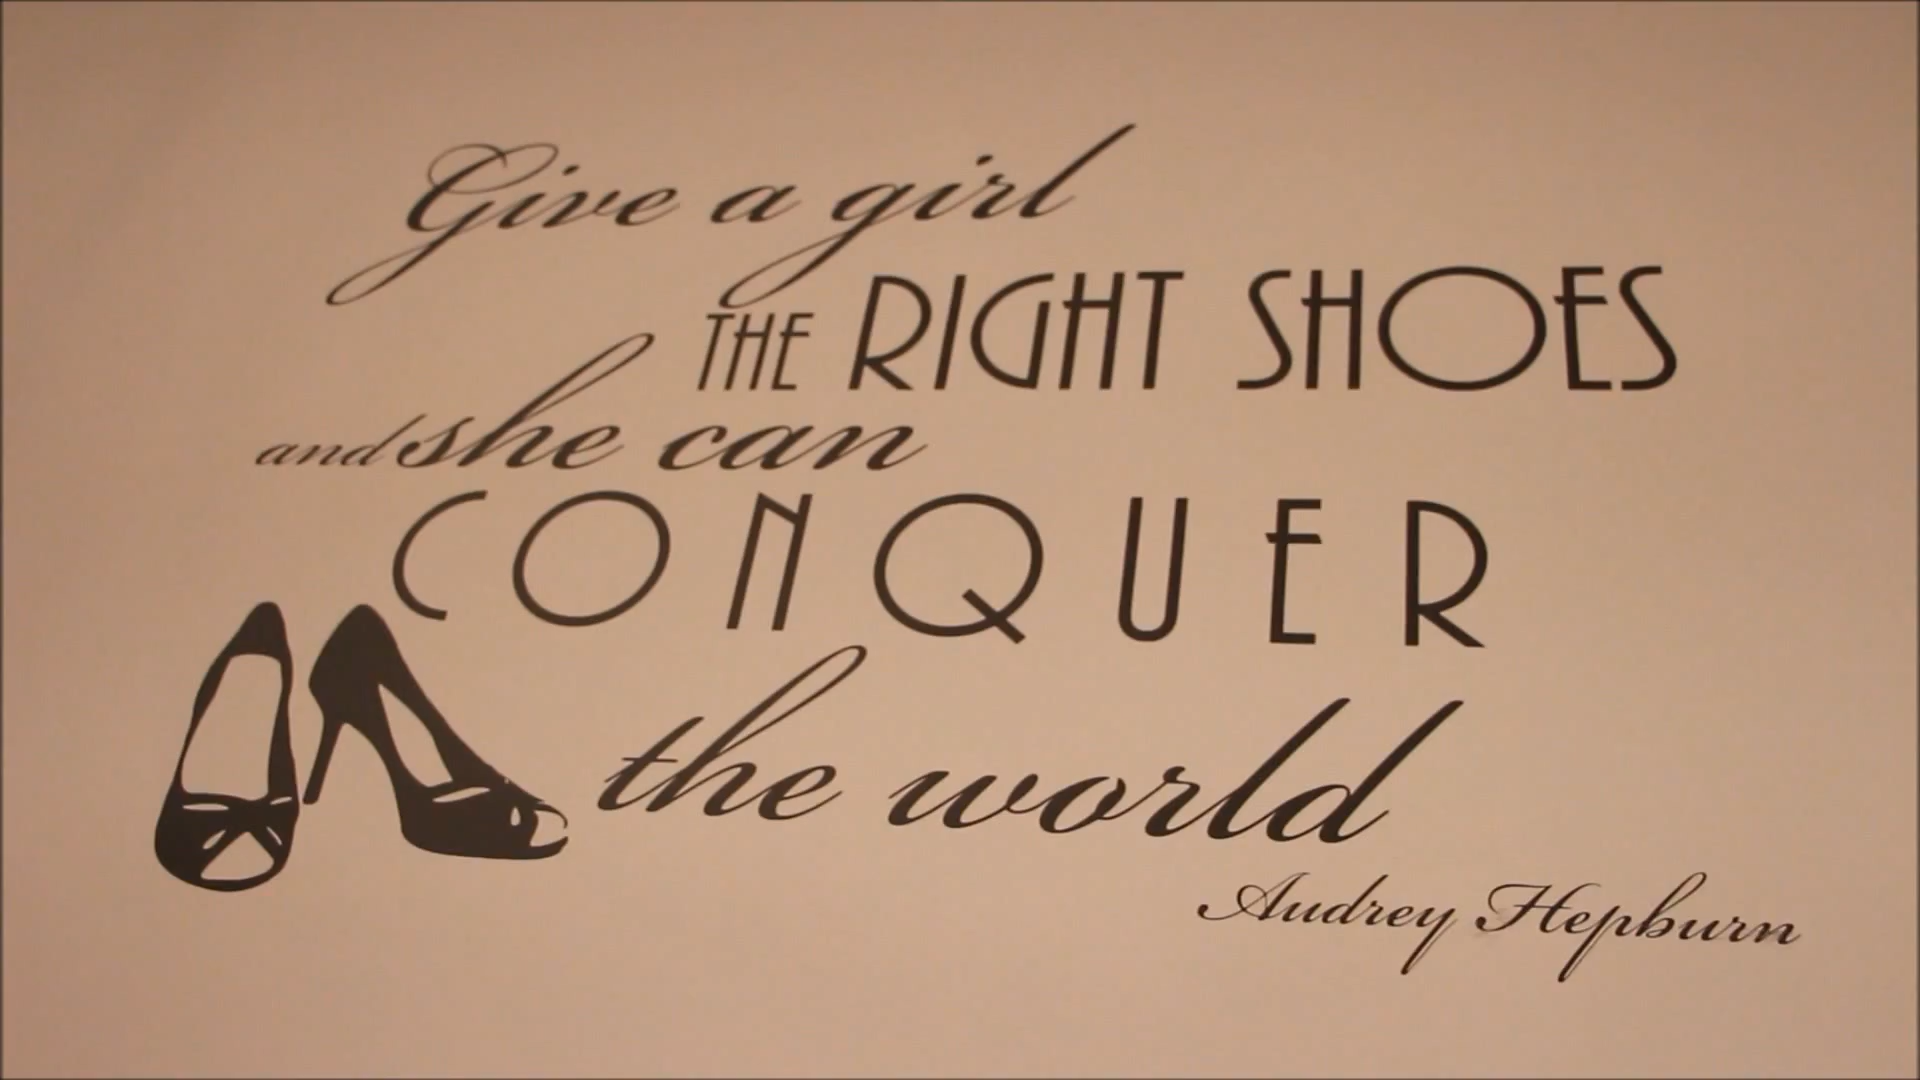 Give a girl
THE RIGHT SHOES
and she can
CONQUER
the world
Audrey Hepburn